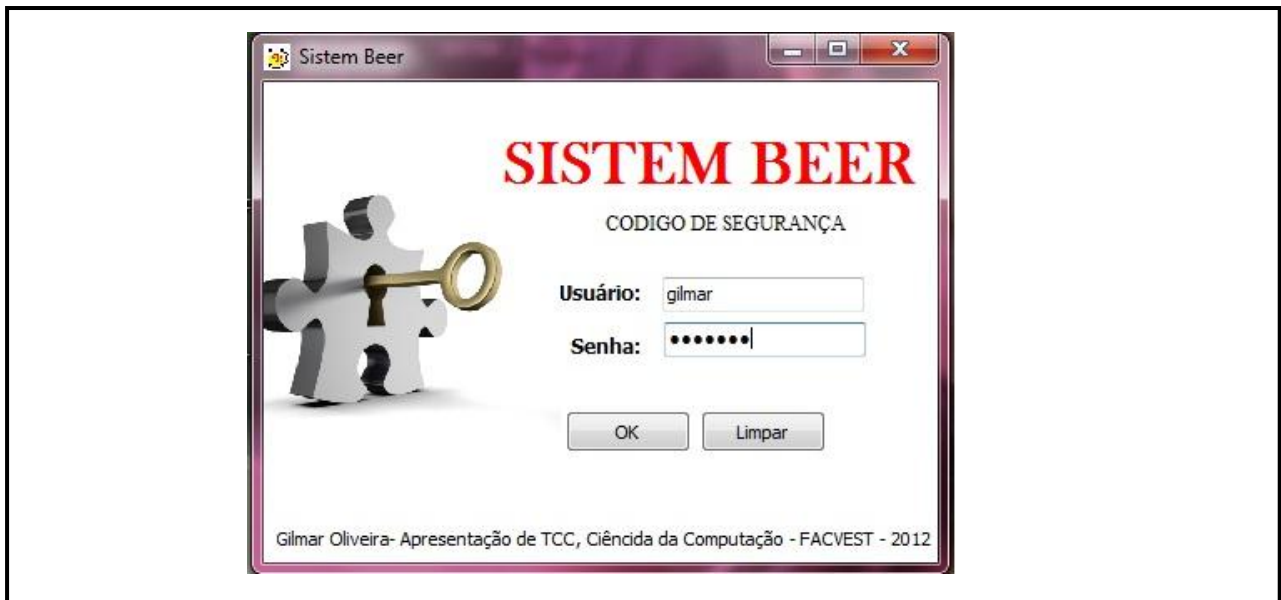 Sistem Beer
SISTEM BEER
CODIGO DE SEGURANÇA
Usuário: gilmar
Senha: •••••••
OK Limpar
Gilmar Oliveira- Apresentação de TCC, Ciêncida da Computação - FACVEST - 2012